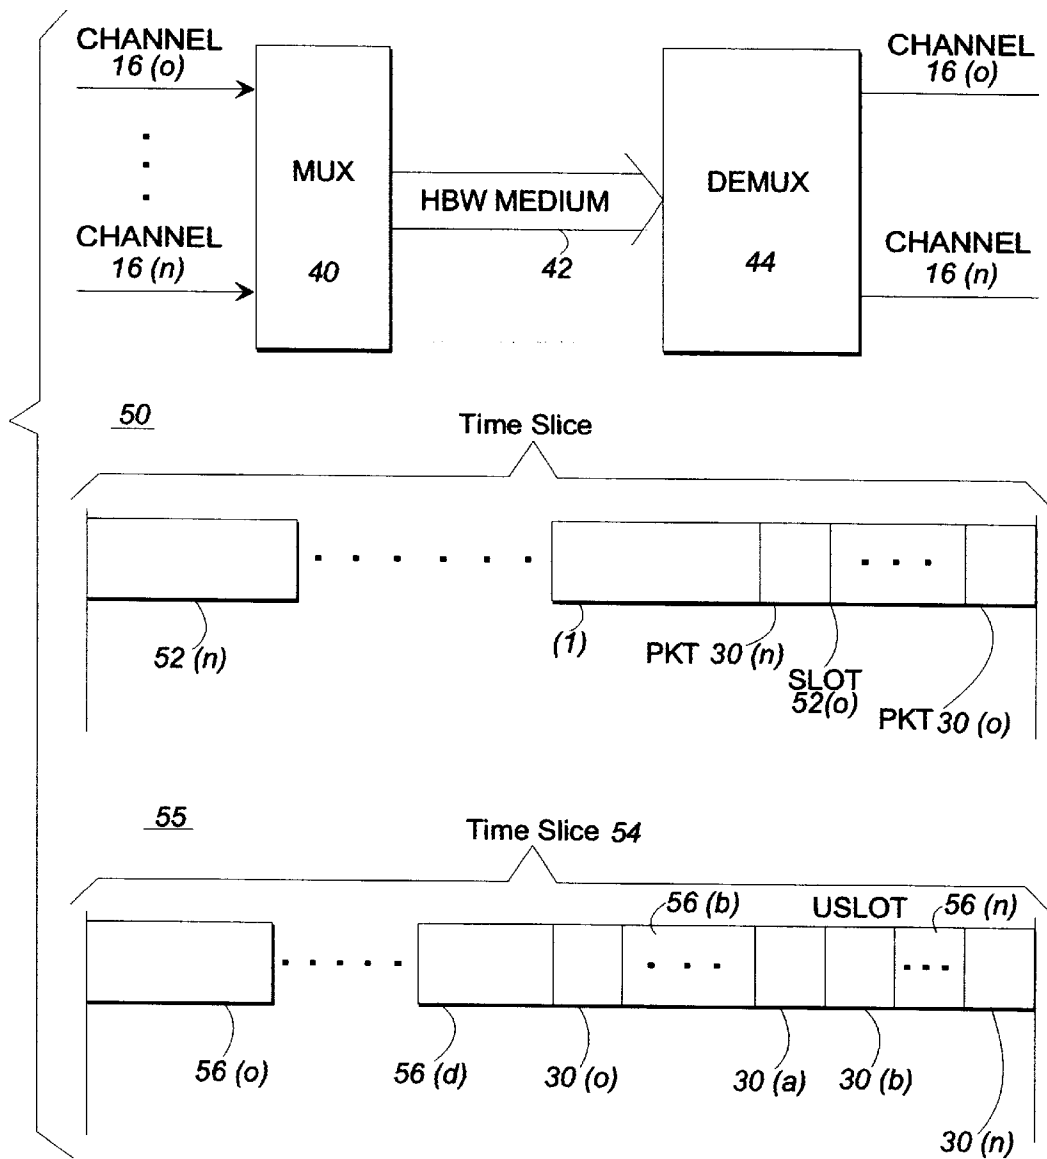 CHANNEL
16 (o)
CHANNEL
16 (o)
MUX
HBW MEDIUM
DEMUX
CHANNEL
16 (n)
40
42
44
CHANNEL
16 (n)
50
Time Slice
52 (n)
(1)
PKT 30 (n)
SLOT
52(o)
PKT 30 (o)
55
Time Slice 54
56 (b)
USLOT
56 (n)
56 (o)
56 (d)
30 (o)
30 (a)
30 (b)
30 (n)